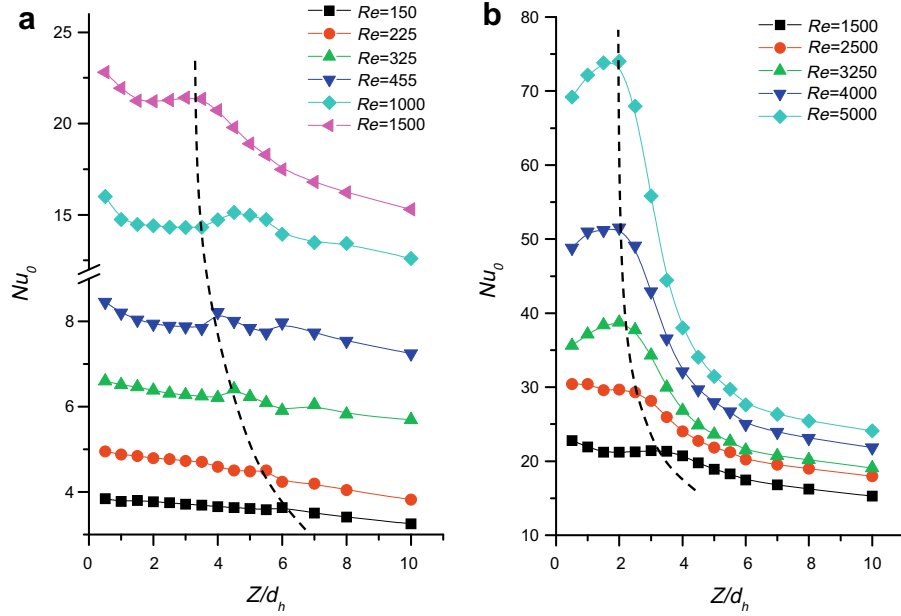 a
Re=150
Re=225
Re=325
Re=455
Re=1000
Re=1500
25
20
15
8
6
4
Nu0
0 2 4 6 8 10
Z/dh
b
Re=1500
Re=2500
Re=3250
Re=4000
Re=5000
80
70
60
50
40
30
20
10
Nu0
0 2 4 6 8 10
Z/dh